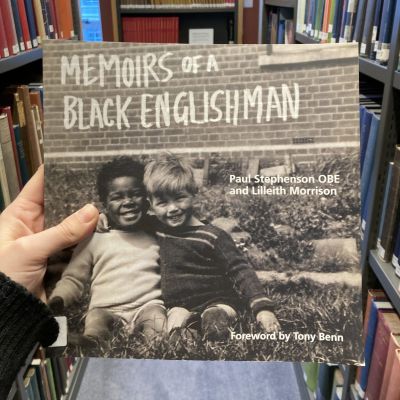 MEMOIRS OF A
BLACK ENGLISHMAN
Paul Stephenson OBE
and Lilleith Morrison
Foreword by Tony Benn